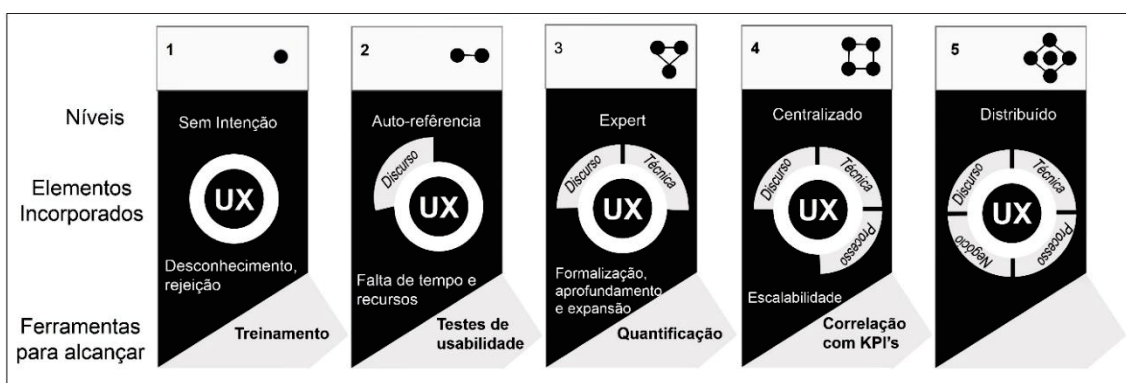 1
2
3
4
5
Níveis
Sem Intenção
Auto-referência
Expert
Centralizado
Distribuído
Elementos
Incorporados
UX
Discurso
UX
Discurso
Técnica
UX
Discurso
Técnica
Processo
UX
Discurso
Técnica
Processo
Negócio
UX
Desconhecimento,
rejeição
Falta de tempo e
recursos
Formalização,
aprofundamento
e expansão
Escalabilidade
Ferramentas
para alcançar
Treinamento
Testes de
usabilidade
Quantificação
Correlação
com KPI's